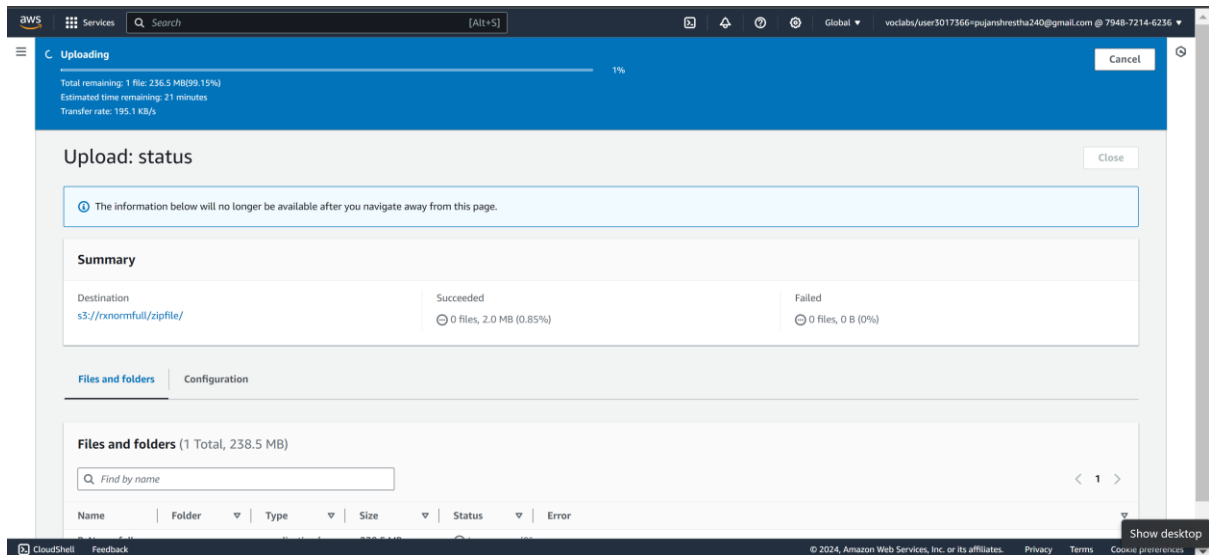 aws Services Search [Alt+S] Global voclabs/user3017366=pujanshrestha240@gmail.com @ 7948-7214-6236
Uploading
1%
Cancel
Total remaining: 1 file: 236.5 MB(99.15%)
Estimated time remaining: 21 minutes
Transfer rate: 195.1 KB/s
Upload: status
Close
The information below will no longer be available after you navigate away from this page.
Summary
Destination Succeeded Failed
s3://rxnormfull/zipfile/ 0 files, 2.0 MB (0.85%) 0 files, 0 B (0%)
Files and folders Configuration
Files and folders (1 Total, 238.5 MB)
Find by name
1
Name Folder Type Size Status Error
Show desktop
CloudShell Feedback © 2024, Amazon Web Services, Inc. or its affiliates. Privacy Terms Cookie preferences